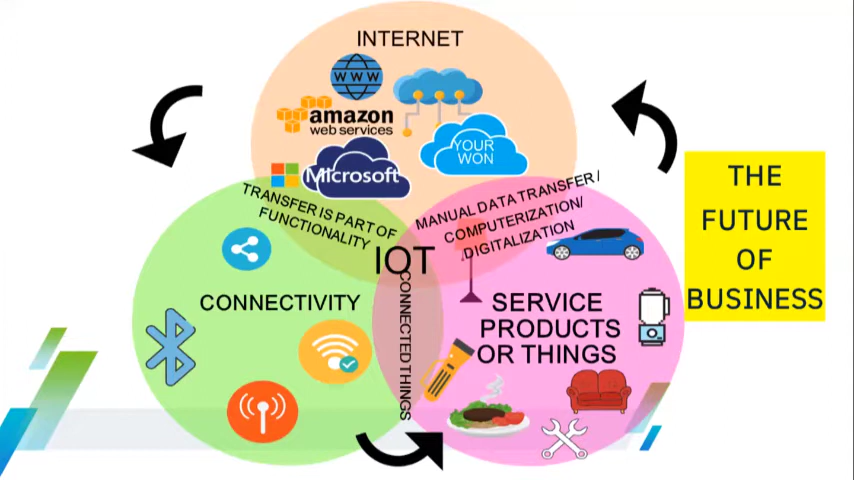 INTERNET
WWW
amazon
web services
YOUR
WON
Microsoft
TRANSFER IS PART OF
FUNCTIONALITY
MANUAL DATA TRANSFER /
COMPUTERIZATION/
/DIGITALIZATION
IOT
CONNECTIVITY
CONNECTED THINGS
SERVICE
PRODUCTS
OR THINGS
THE
FUTURE
OF
BUSINESS